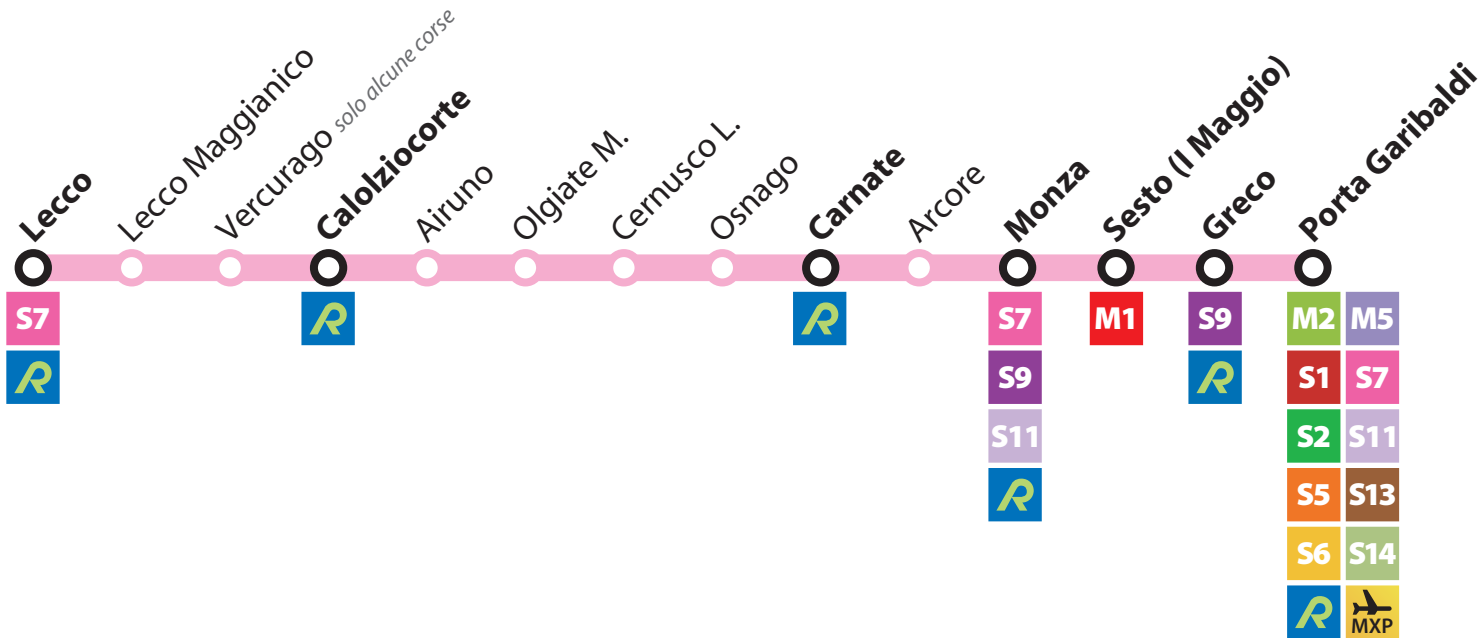 Lecco
Lecco Maggianico
Vercurago solo alcune corse
Calolziocorte
Airuno
Olgiate M.
Cernusco L.
Osnago
Carnate
Arcore
Monza
Sesto (I Maggio)
Greco
Porta Garibaldi
S7
R
R
R
S7
S9
S11
R
M1
S9
R
M2 M5
S1 S7
S2 S11
S5 S13
S6 S14
R MXP